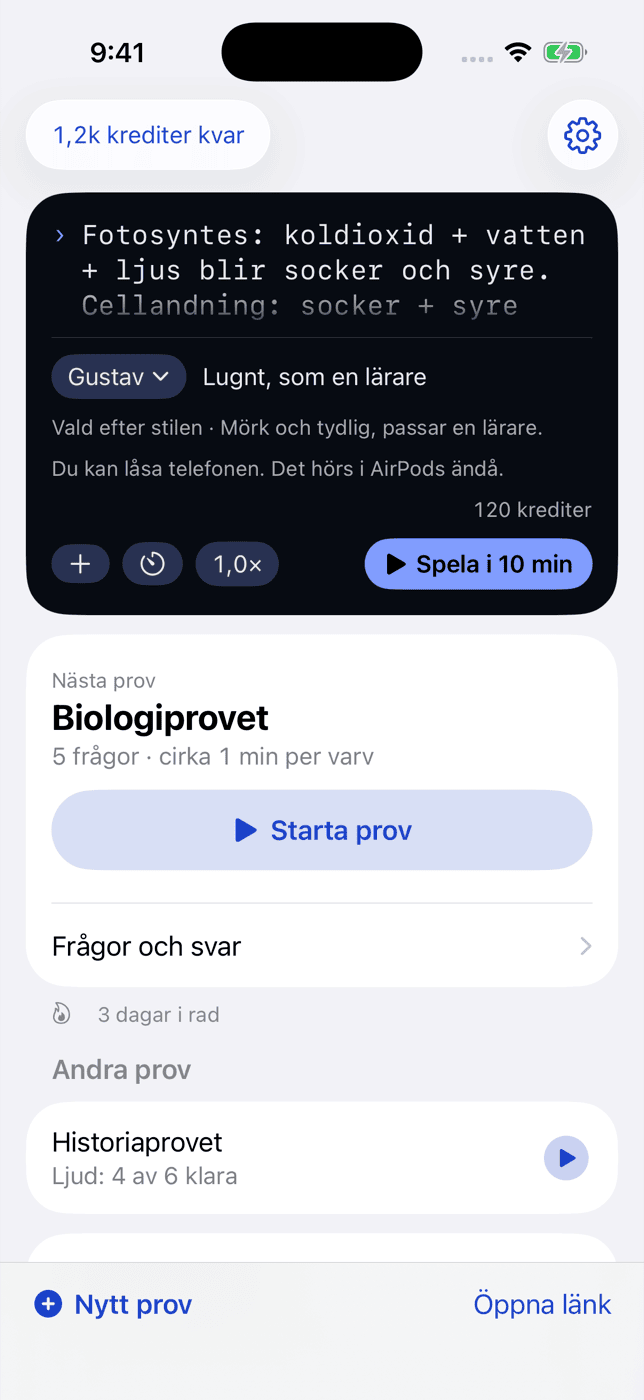 9:41
1,2k krediter kvar
› Fotosyntes: koldioxid + vatten
+ ljus blir socker och syre.
Cellandning: socker + syre
Gustav
Lugnt, som en lärare
Vald efter stilen · Mörk och tydlig, passar en lärare.
Du kan låsa telefonen. Det hörs i AirPods ändå.
120 krediter
1,0×
Spela i 10 min
Nästa prov
Biologiprovet
5 frågor · cirka 1 min per varv
Starta prov
Frågor och svar
3 dagar i rad
Andra prov
Historiaprovet
Ljud: 4 av 6 klara
Nytt prov
Öppna länk